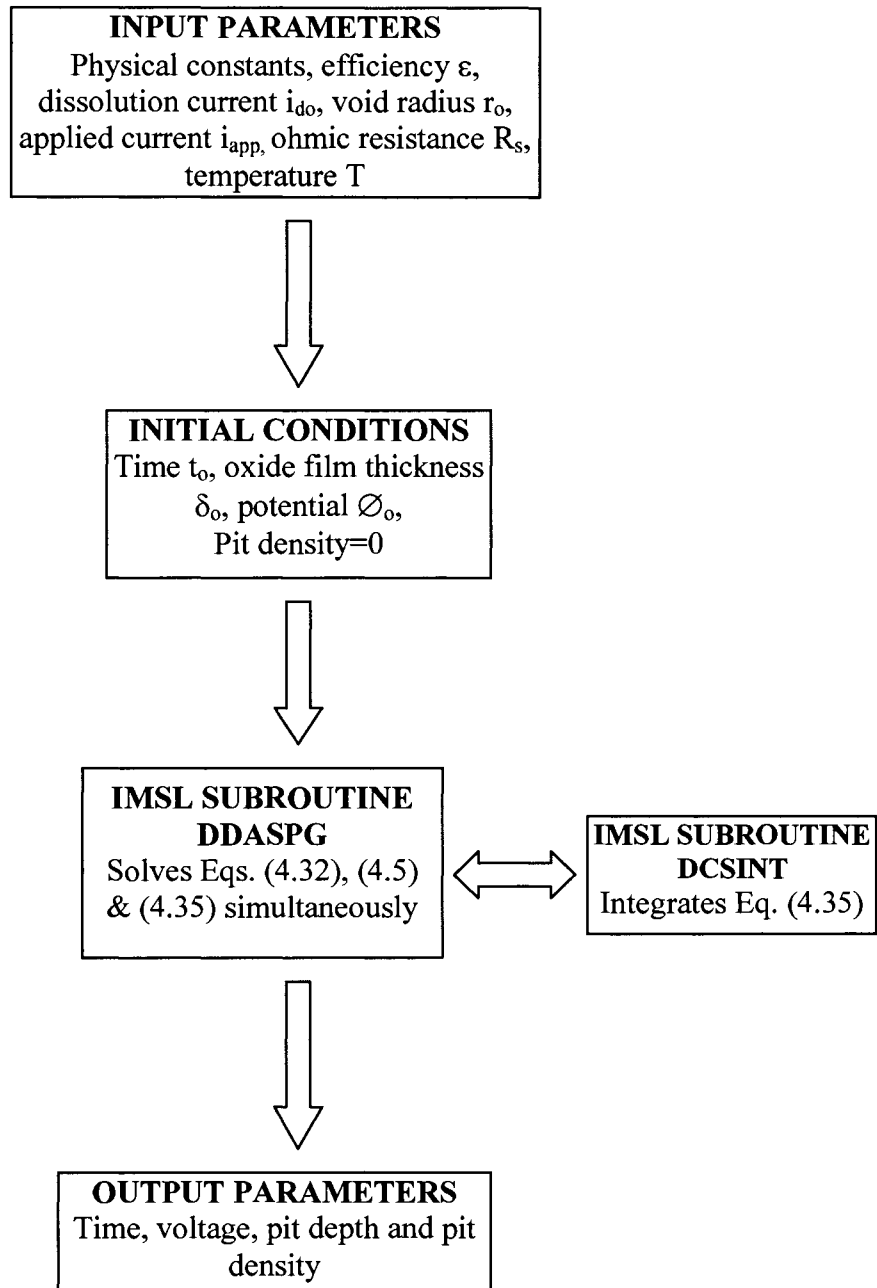 INPUT PARAMETERS
Physical constants, efficiency ε,
dissolution current i_do, void radius r_o,
applied current i_app, ohmic resistance R_s,
temperature T
INITIAL CONDITIONS
Time t_o, oxide film thickness
δ_o, potential ∅_o,
Pit density=0
IMSL SUBROUTINE
DDASPG
Solves Eqs. (4.32), (4.5)
& (4.35) simultaneously
IMSL SUBROUTINE
DCSINT
Integrates Eq. (4.35)
OUTPUT PARAMETERS
Time, voltage, pit depth and pit
density